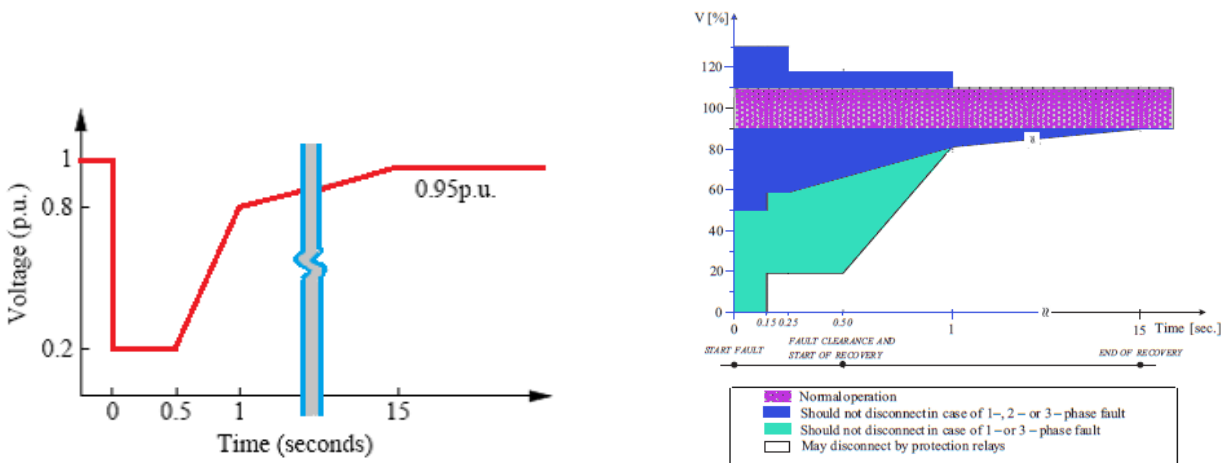 Voltage (p.u.)
1
0.8
0.2
0.95p.u.
0 0.5 1 15
Time (seconds)
V [%]
120
100
80
60
40
20
0
≈
0 0.15 0.25 0.50 1 ≈ 15 Time [sec.]
START FAULT
FAULT CLEARANCE AND
START OF RECOVERY
END OF RECOVERY
Normal operation
Should not disconnect in case of 1-, 2- or 3-phase fault
Should not disconnect in case of 1- or 3-phase fault
May disconnect by protection relays